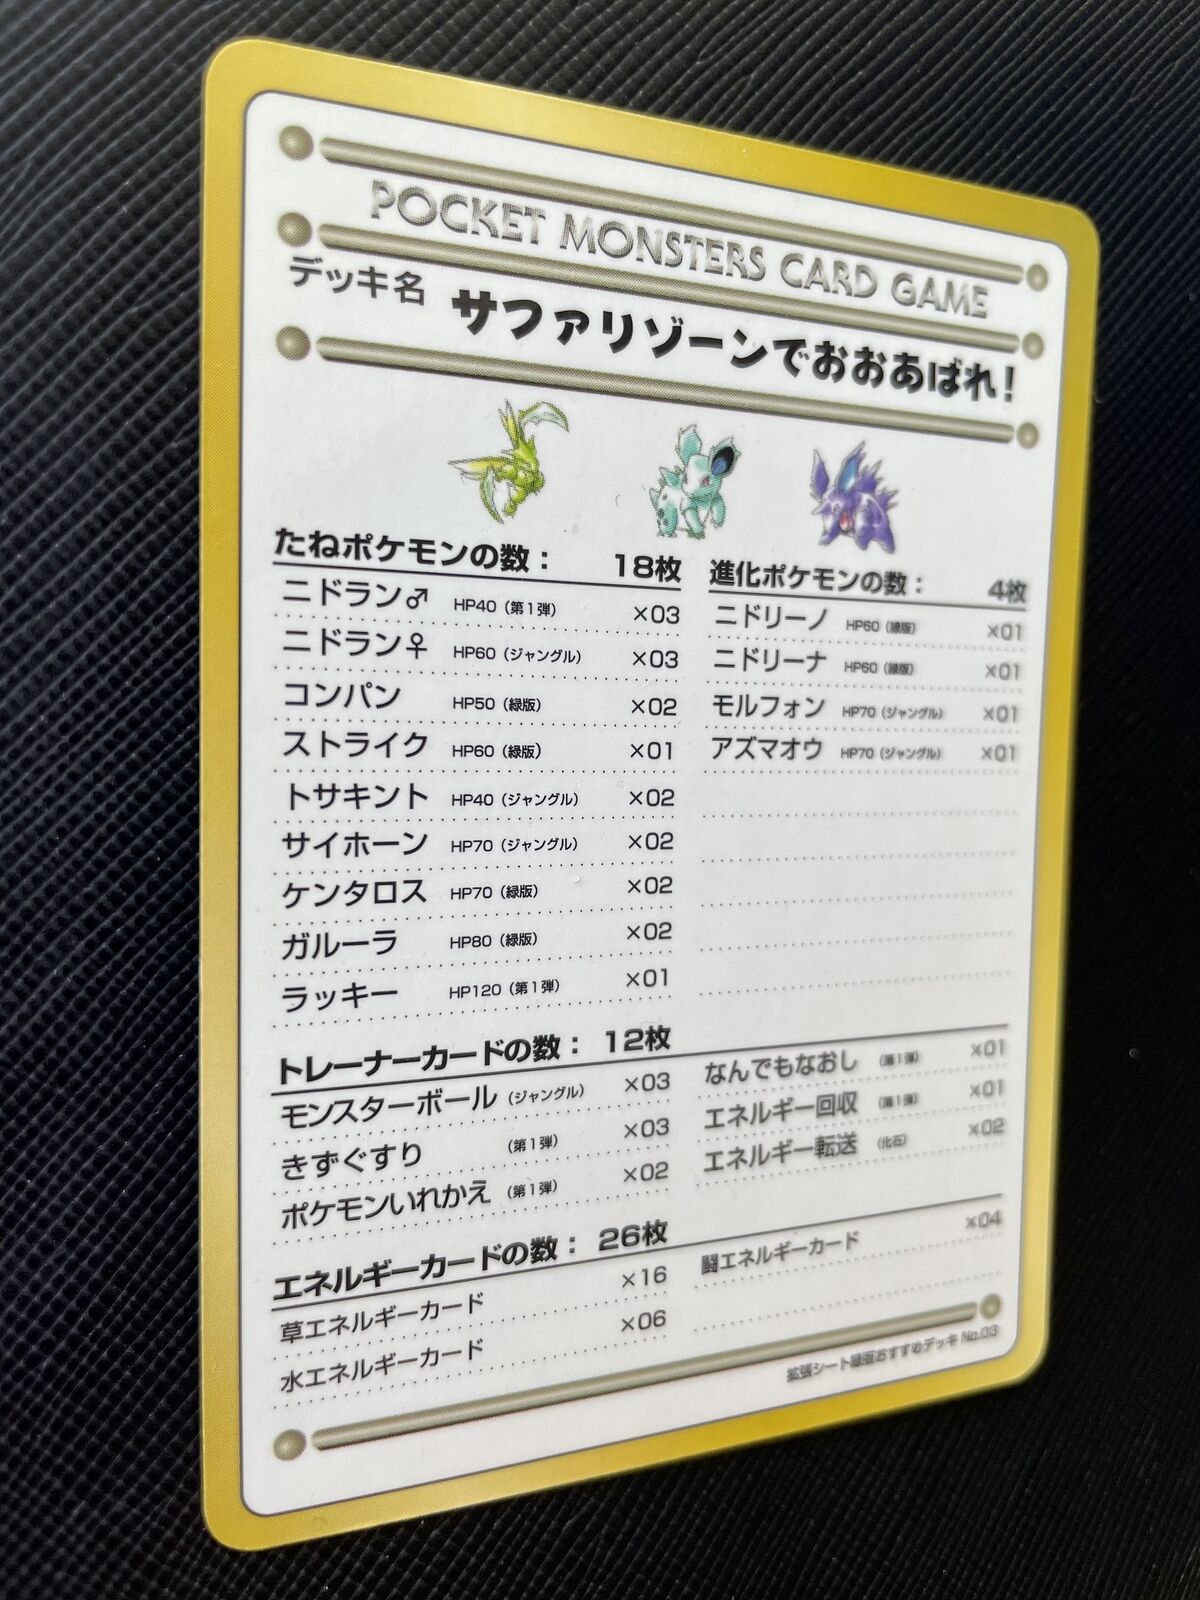 POCKET MONSTERS CARD GAME
デッキ名 サファリゾーンでおおあばれ!
たねポケモンの数: 18枚
ニドラン♂ HP40(第1弾) ×03
ニドラン♀ HP60(ジャングル) ×03
コンパン HP50(緑版) ×02
ストライク HP60(緑版) ×01
トサキント HP40(ジャングル) ×02
サイホーン HP70(ジャングル) ×02
ケンタロス HP70(緑版) ×02
ガルーラ HP80(緑版) ×02
ラッキー HP120(第1弾) ×01
進化ポケモンの数: 4枚
ニドリーノ HP60(緑版) ×01
ニドリーナ HP60(緑版) ×01
モルフォン HP70(ジャングル) ×01
アズマオウ HP70(ジャングル) ×01
トレーナーカードの数: 12枚
モンスターボール(ジャングル) ×03
きずぐすり (第1弾) ×03
ポケモンいれかえ(第1弾) ×02
なんでもなおし (第1弾) ×01
エネルギー回収 (第1弾) ×01
エネルギー転送 (化石) ×02
エネルギーカードの数: 26枚
草エネルギーカード ×16
水エネルギーカード ×06
闘エネルギーカード ×04
拡張シート緑版おすすめデッキ No.03